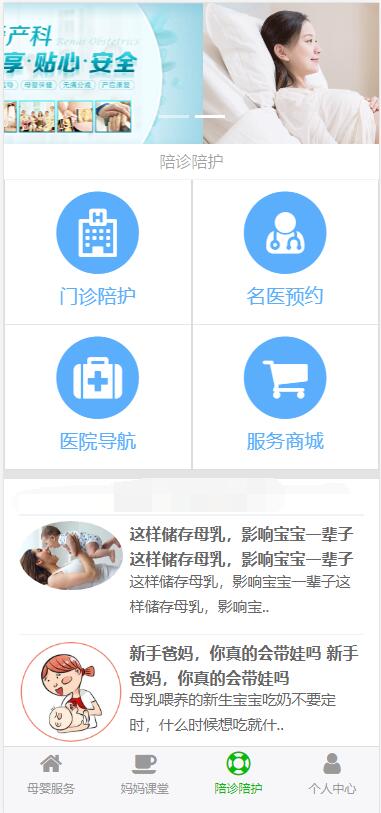 产科
Renai Obstetrics
享·贴心·安全
母婴保健
无痛分娩
产后康复
陪诊陪护
门诊陪护
名医预约
医院导航
服务商城
这样储存母乳，影响宝宝一辈子
这样储存母乳，影响宝宝一辈子
这样储存母乳，影响宝宝一辈子这
样储存母乳，影响宝..
新手爸妈，你真的会带娃吗 新手
爸妈，你真的会带娃吗
母乳喂养的新生宝宝吃奶不要定
时，什么时候想吃就什..
母婴服务
妈妈课堂
陪诊陪护
个人中心